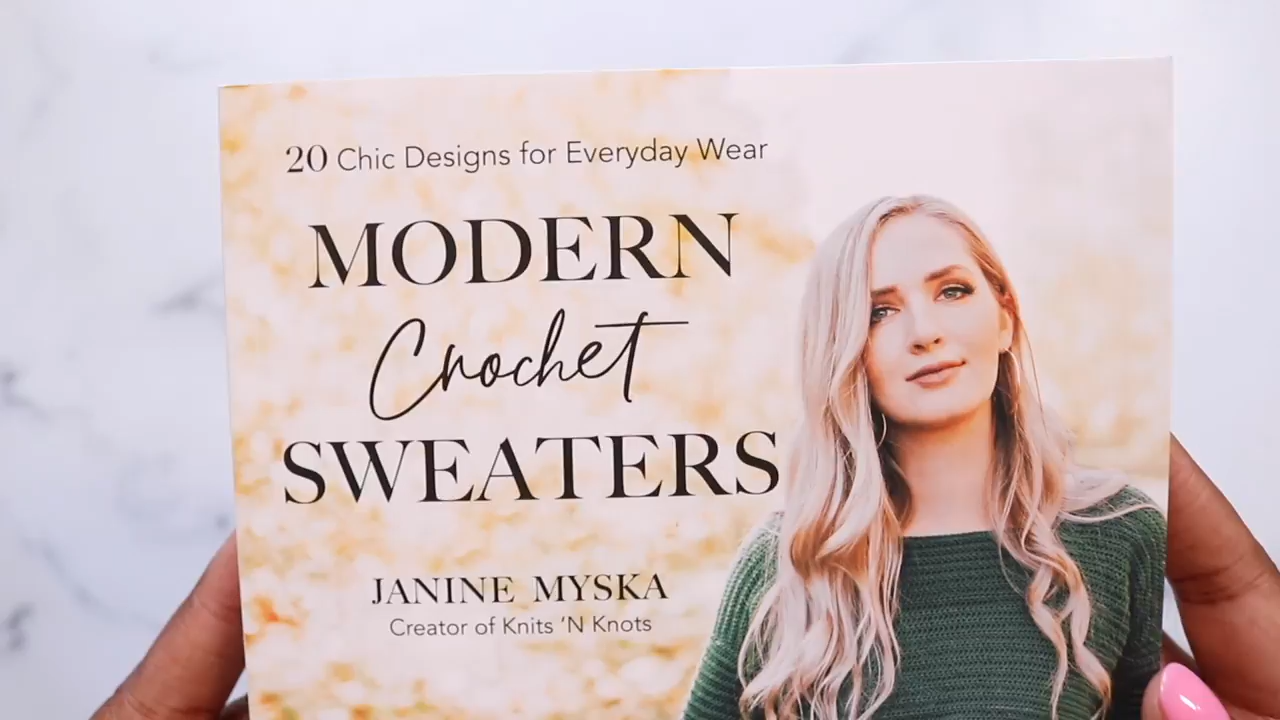 20 Chic Designs for Everyday Wear
MODERN
Crochet
SWEATERS
JANINE MYSKA
Creator of Knits ’N Knots